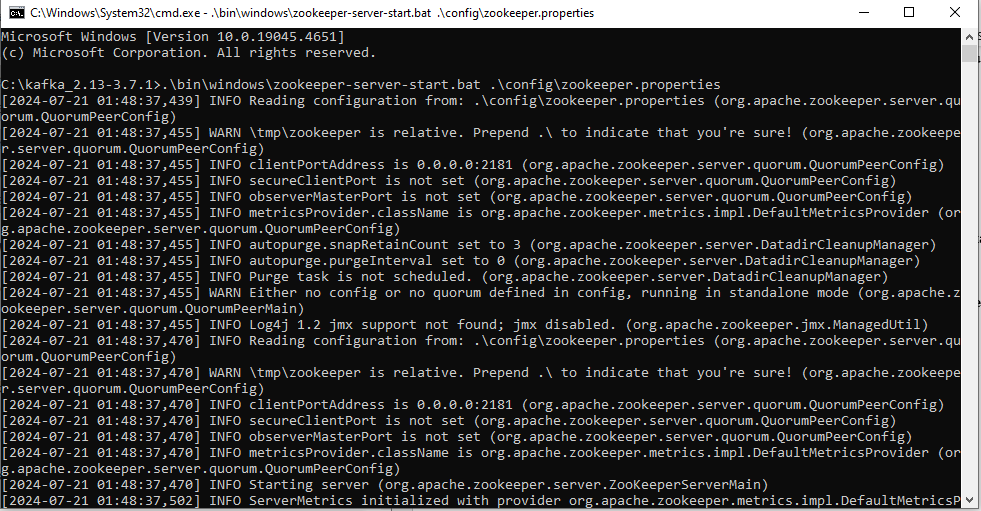 C:\Windows\System32\cmd.exe - .\bin\windows\zookeeper-server-start.bat .\config\zookeeper.properties
Microsoft Windows [Version 10.0.19045.4651]
(c) Microsoft Corporation. All rights reserved.
C:\kafka_2.13-3.7.1>.\bin\windows\zookeeper-server-start.bat .\config\zookeeper.properties
[2024-07-21 01:48:37,439] INFO Reading configuration from: .\config\zookeeper.properties (org.apache.zookeeper.server.qu
orum.QuorumPeerConfig)
[2024-07-21 01:48:37,455] WARN \tmp\zookeeper is relative. Prepend .\ to indicate that you're sure! (org.apache.zookeepe
r.server.quorum.QuorumPeerConfig)
[2024-07-21 01:48:37,455] INFO clientPortAddress is 0.0.0.0:2181 (org.apache.zookeeper.server.quorum.QuorumPeerConfig)
[2024-07-21 01:48:37,455] INFO secureClientPort is not set (org.apache.zookeeper.server.quorum.QuorumPeerConfig)
[2024-07-21 01:48:37,455] INFO observerMasterPort is not set (org.apache.zookeeper.server.quorum.QuorumPeerConfig)
[2024-07-21 01:48:37,455] INFO metricsProvider.className is org.apache.zookeeper.metrics.impl.DefaultMetricsProvider (or
g.apache.zookeeper.server.quorum.QuorumPeerConfig)
[2024-07-21 01:48:37,455] INFO autopurge.snapRetainCount set to 3 (org.apache.zookeeper.server.DatadirCleanupManager)
[2024-07-21 01:48:37,455] INFO autopurge.purgeInterval set to 0 (org.apache.zookeeper.server.DatadirCleanupManager)
[2024-07-21 01:48:37,455] INFO Purge task is not scheduled. (org.apache.zookeeper.server.DatadirCleanupManager)
[2024-07-21 01:48:37,455] WARN Either no config or no quorum defined in config, running in standalone mode (org.apache.z
ookeeper.server.quorum.QuorumPeerMain)
[2024-07-21 01:48:37,455] INFO Log4j 1.2 jmx support not found; jmx disabled. (org.apache.zookeeper.jmx.ManagedUtil)
[2024-07-21 01:48:37,470] INFO Reading configuration from: .\config\zookeeper.properties (org.apache.zookeeper.server.qu
orum.QuorumPeerConfig)
[2024-07-21 01:48:37,470] WARN \tmp\zookeeper is relative. Prepend .\ to indicate that you're sure! (org.apache.zookeepe
r.server.quorum.QuorumPeerConfig)
[2024-07-21 01:48:37,470] INFO clientPortAddress is 0.0.0.0:2181 (org.apache.zookeeper.server.quorum.QuorumPeerConfig)
[2024-07-21 01:48:37,470] INFO secureClientPort is not set (org.apache.zookeeper.server.quorum.QuorumPeerConfig)
[2024-07-21 01:48:37,470] INFO observerMasterPort is not set (org.apache.zookeeper.server.quorum.QuorumPeerConfig)
[2024-07-21 01:48:37,470] INFO metricsProvider.className is org.apache.zookeeper.metrics.impl.DefaultMetricsProvider (or
g.apache.zookeeper.server.quorum.QuorumPeerConfig)
[2024-07-21 01:48:37,470] INFO Starting server (org.apache.zookeeper.server.ZooKeeperServerMain)
[2024-07-21 01:48:37,502] INFO ServerMetrics initialized with provider org.apache.zookeeper.metrics.impl.DefaultMetricsP